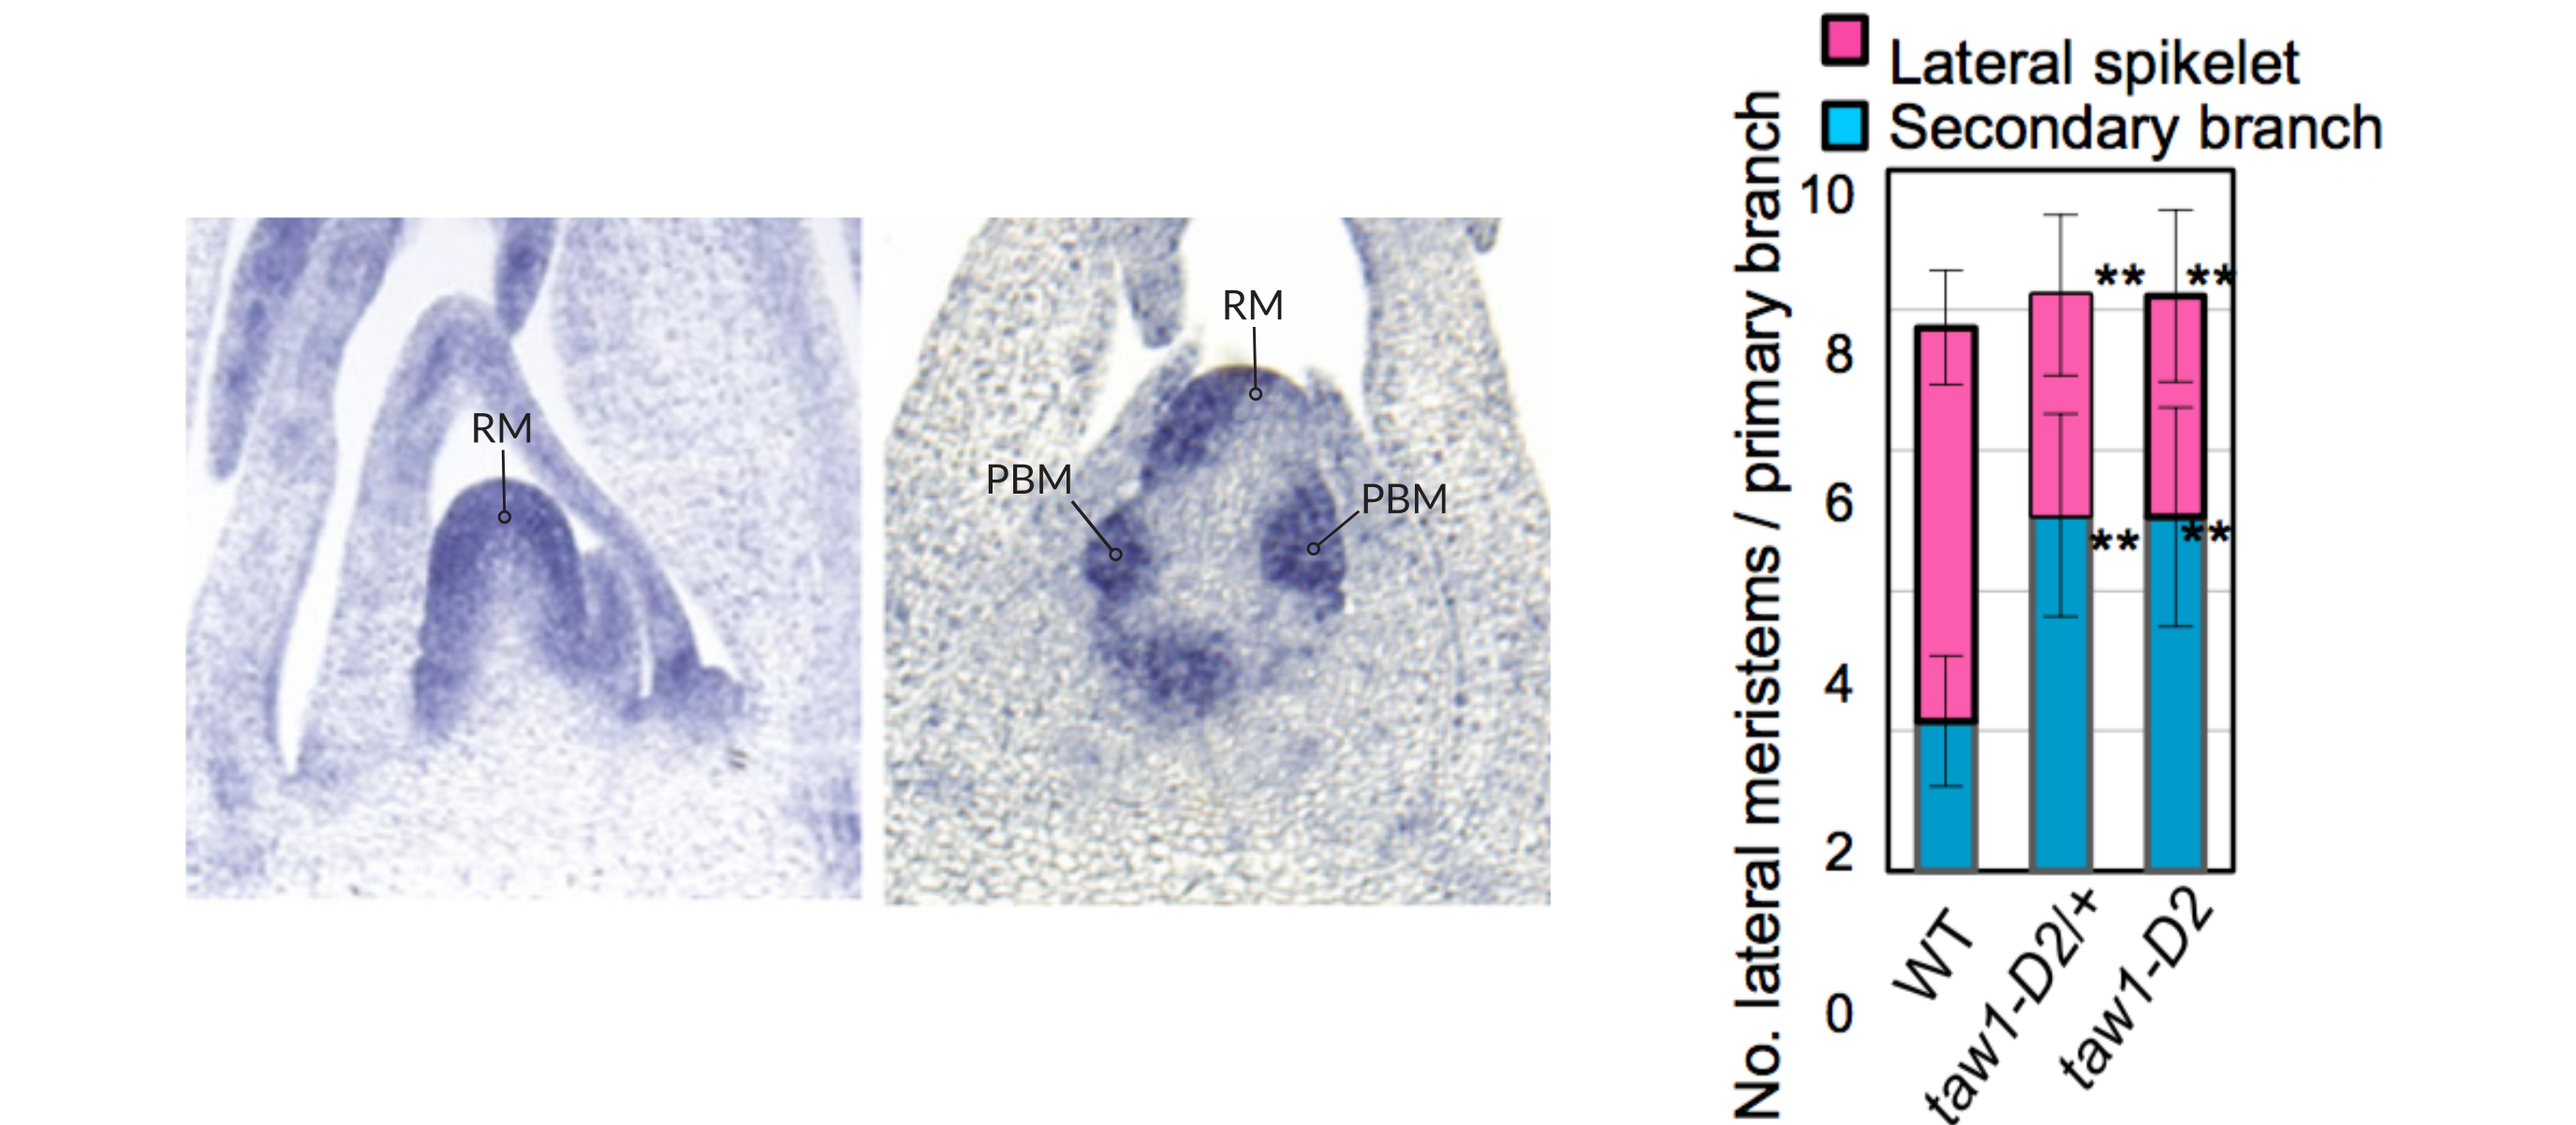 RM
RM
PBM
PBM
Lateral spikelet
Secondary branch
No. lateral meristems / primary branch
10
8
6
4
2
0
**
**
**
**
WT
taw1-D2/+
taw1-D2